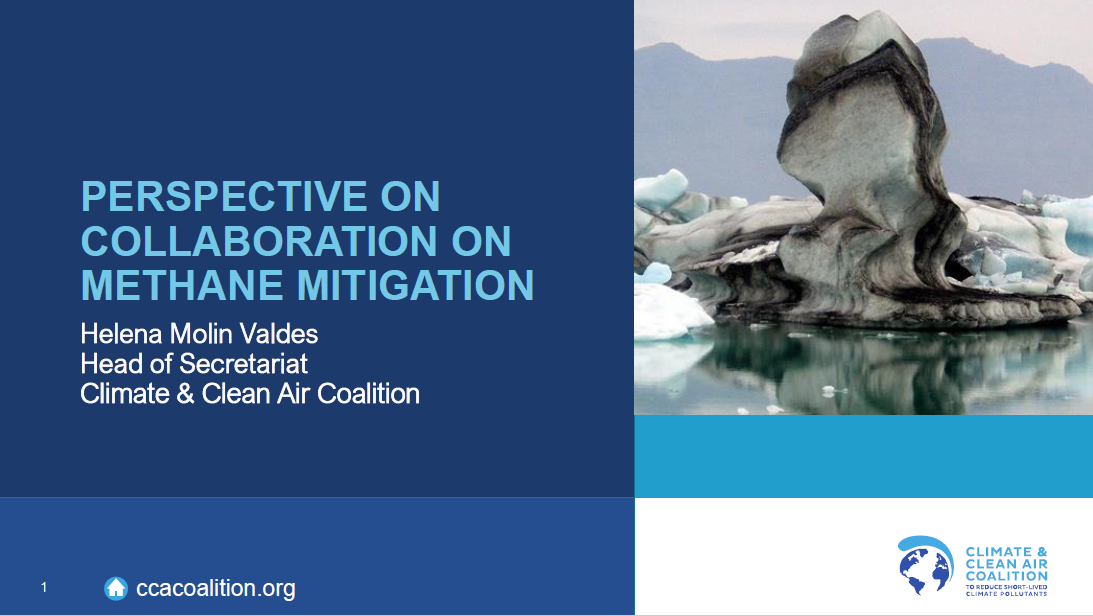 PERSPECTIVE ON
COLLABORATION ON
METHANE MITIGATION
Helena Molin Valdes
Head of Secretariat
Climate & Clean Air Coalition
1
ccacoalition.org
CLIMATE &
CLEAN AIR
COALITION
TO REDUCE SHORT-LIVED
CLIMATE POLLUTANTS